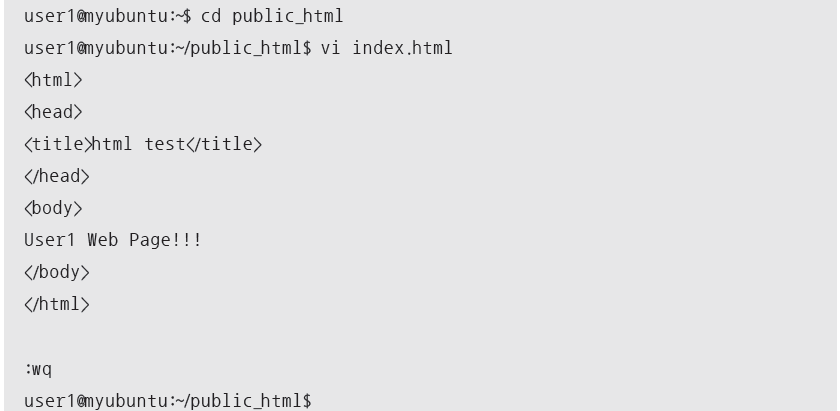 user1@myubuntu:~$ cd public_html
user1@myubuntu:~/public_html$ vi index.html
<html>
<head>
<title>html test</title>
</head>
<body>
User1 Web Page!!!
</body>
</html>
:wq
user1@myubuntu:~/public_html$